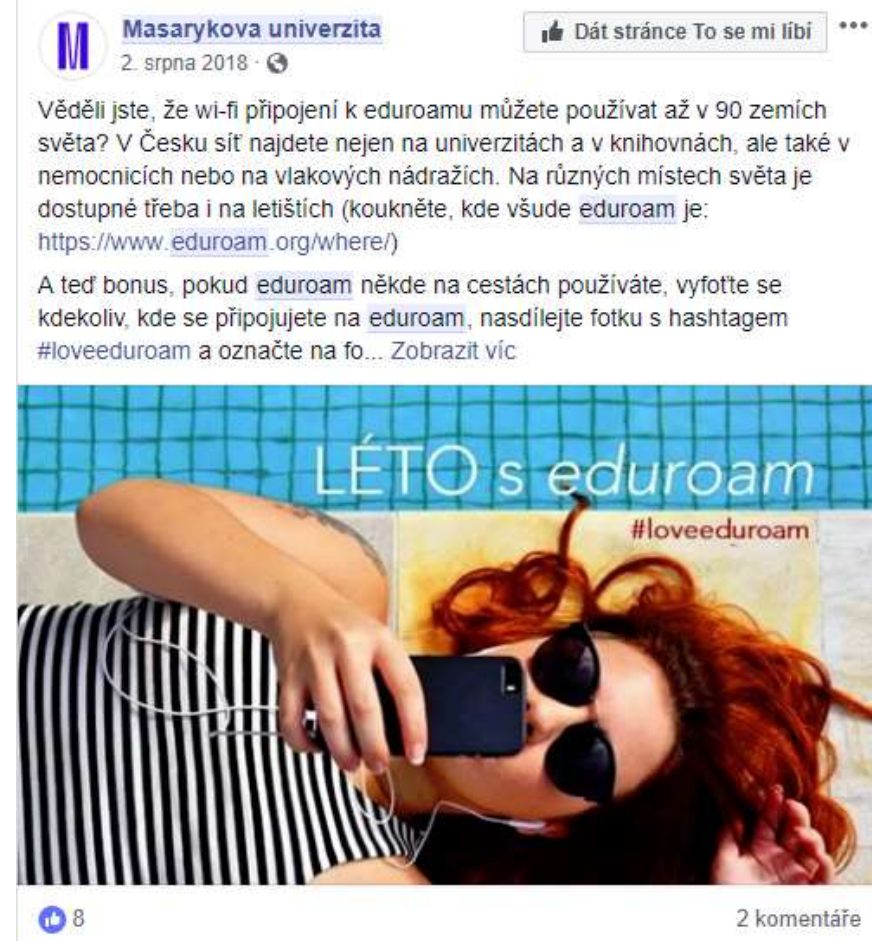 Masarykova univerzita
Dát stránce To se mi líbí
2. srpna 2018
Věděli jste, že wi-fi připojení k eduroamu můžete používat až v 90 zemích
světa? V Česku síť najdete nejen na univerzitách a v knihovnách, ale také v
nemocnicích nebo na vlakových nádražích. Na různých místech světa je
dostupné třeba i na letištích (koukněte, kde všude eduroam je:
https://www.eduroam.org/where/)
A teď bonus, pokud eduroam někde na cestách používáte, vyfoťte se
kdekoliv, kde se připojujete na eduroam, nasdílejte fotku s hashtagem
#loveeduroam a označte na fo... Zobrazit víc
LÉTO s eduroam
#loveeduroam
8
2 komentáře